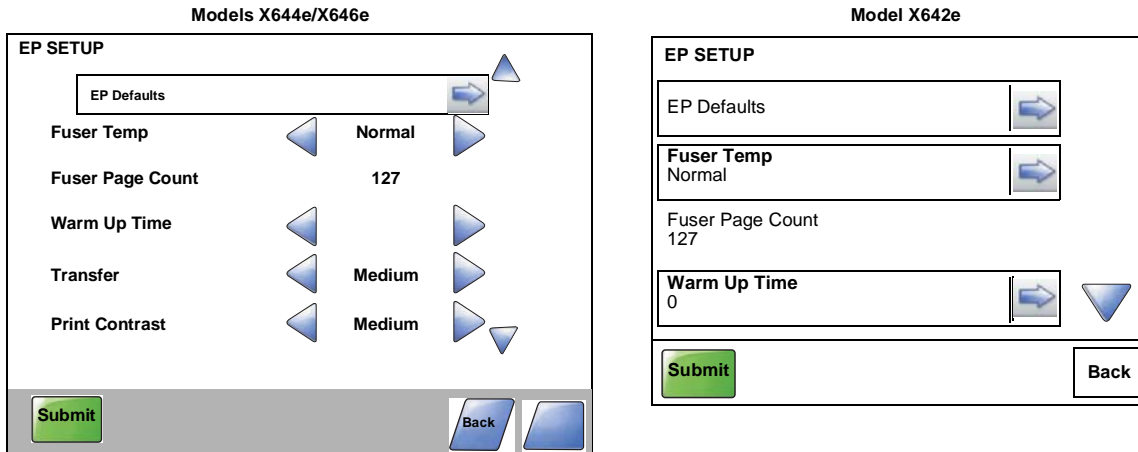 Models X644e/X646e
EP SETUP
EP Defaults
Fuser Temp Normal
Fuser Page Count 127
Warm Up Time
Transfer Medium
Print Contrast Medium
Submit
Back
Model X642e
EP SETUP
EP Defaults
Fuser Temp
Normal
Fuser Page Count
127
Warm Up Time
0
Submit
Back